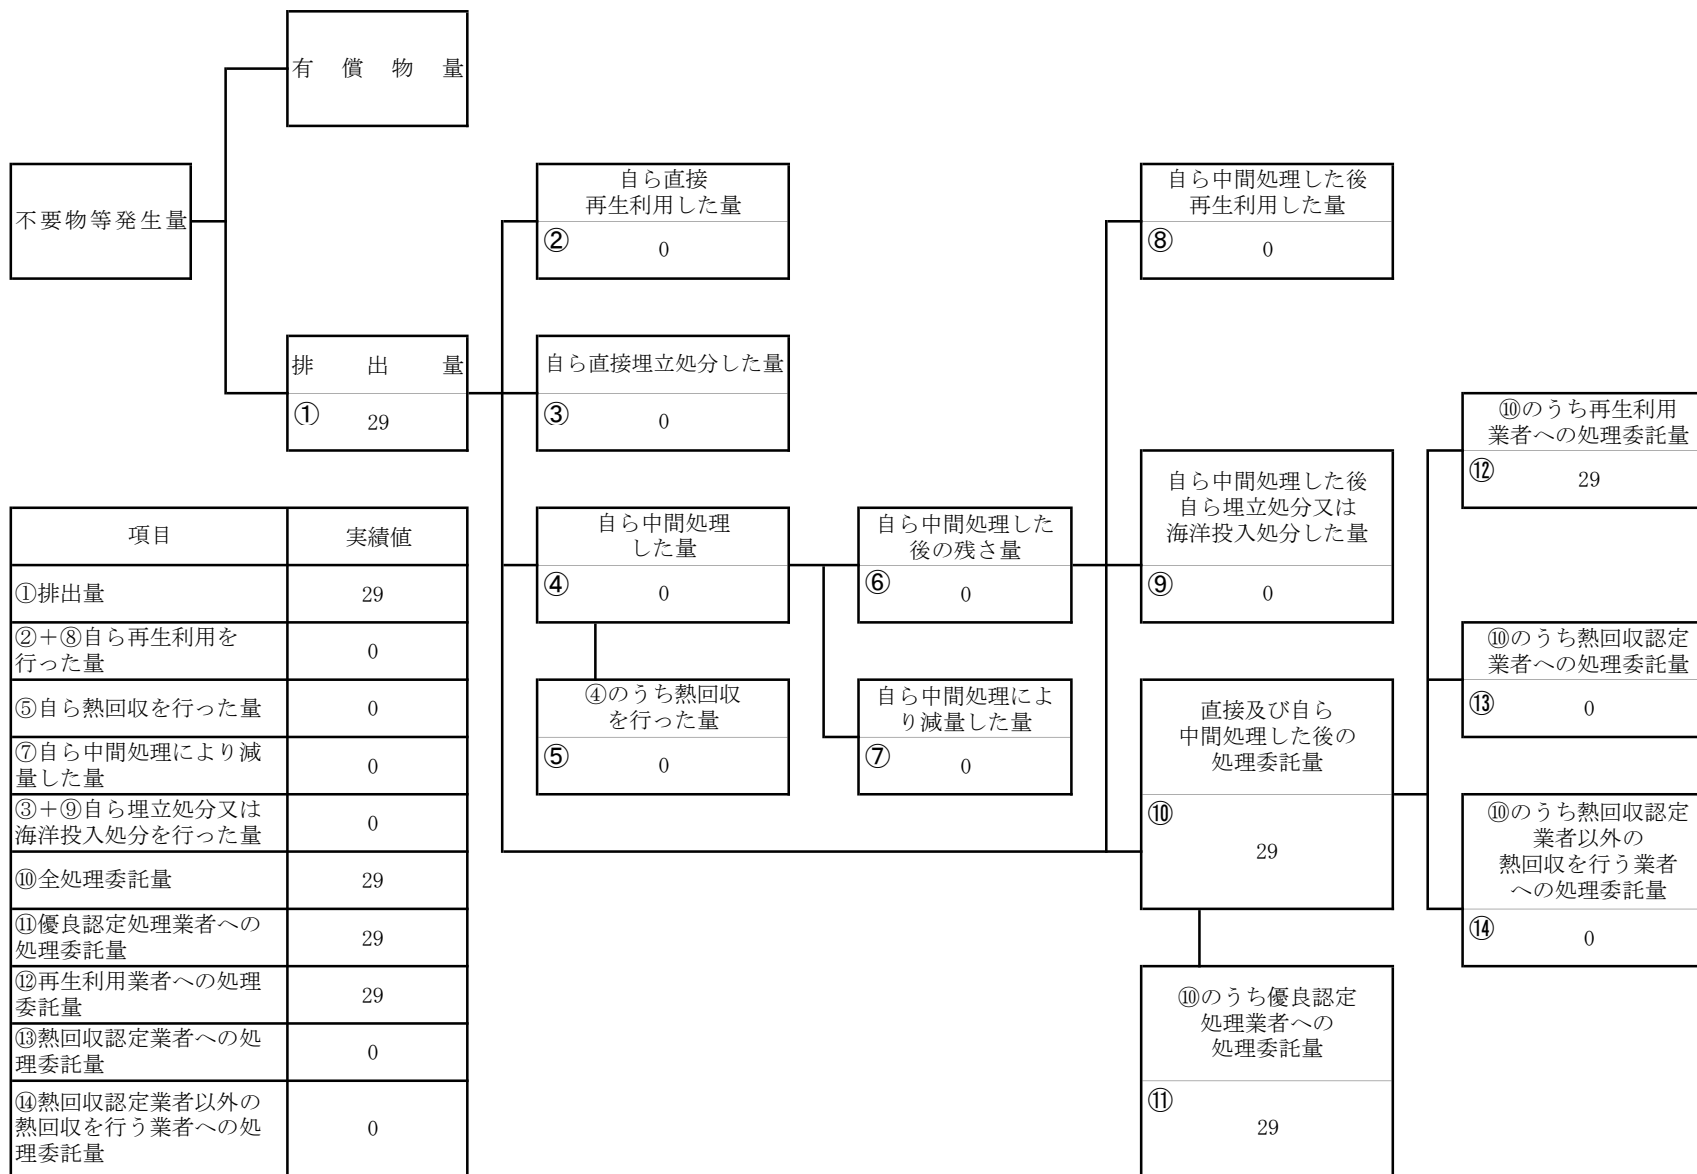 有償物量
不要物等発生量
排出量
①
29
自ら直接
再生利用した量
②
0
自ら直接埋立処分した量
③
0
自ら中間処理
した量
④
0
④のうち熱回収
を行った量
⑤
0
自ら中間処理した
後の残さ量
⑥
0
自ら中間処理によ
り減量した量
⑦
0
自ら中間処理した後
再生利用した量
⑧
0
自ら中間処理した後
自ら埋立処分又は
海洋投入処分した量
⑨
0
直接及び自ら
中間処理した後の
処理委託量
⑩
29
⑩のうち優良認定
処理業者への
処理委託量
⑪
29
⑩のうち再生利用
業者への処理委託量
⑫
29
⑩のうち熱回収認定
業者への処理委託量
⑬
0
⑩のうち熱回収認定
業者以外の
熱回収を行う業者
への処理委託量
⑭
0
項目 実績値
①排出量 29
②+⑧自ら再生利用を
行った量 0
⑤自ら熱回収を行った量 0
⑦自ら中間処理により減
量した量 0
③+⑨自ら埋立処分又は
海洋投入処分を行った量 0
⑩全処理委託量 29
⑪優良認定処理業者への
処理委託量 29
⑫再生利用業者への処理
委託量 29
⑬熱回収認定業者への処
理委託量 0
⑭熱回収認定業者以外の
熱回収を行う業者への処
理委託量 0